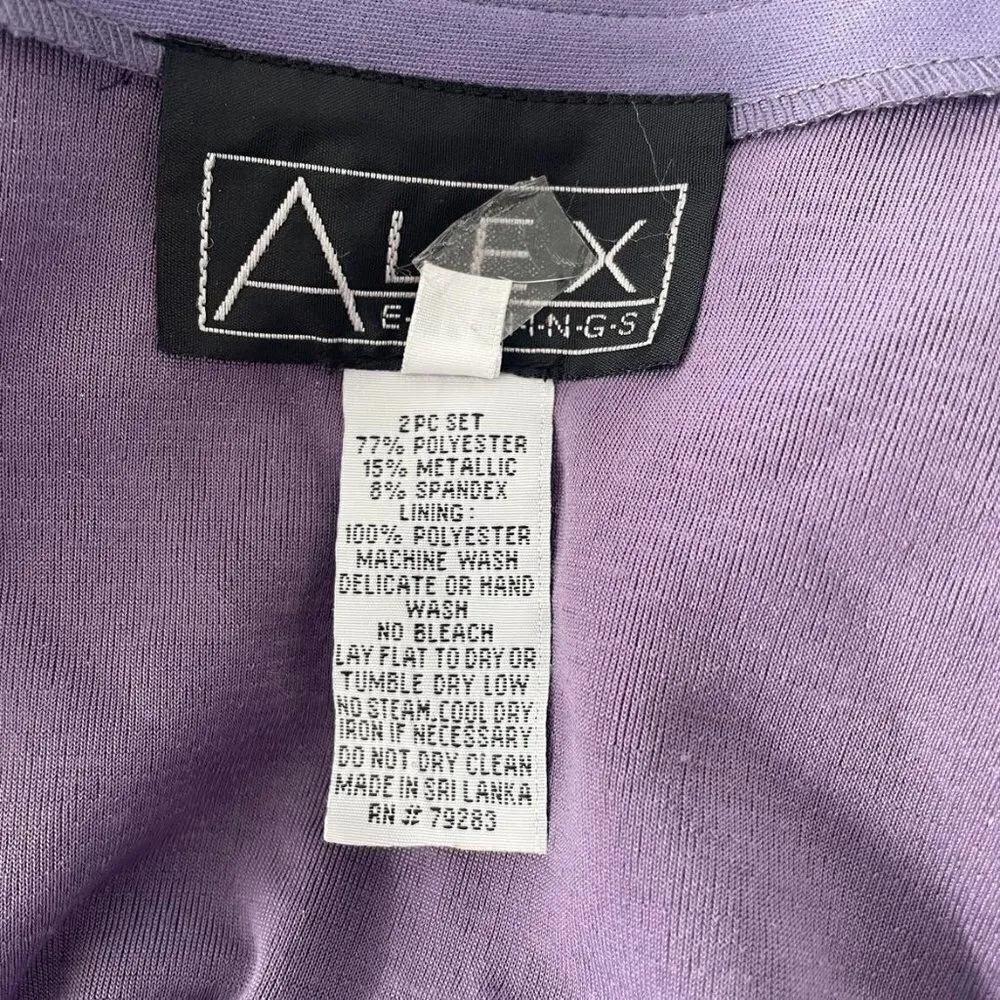 ALEX
2 PC SET
77% POLYESTER
15% METALLIC
8% SPANDEX
LINING:
100% POLYESTER
MACHINE WASH
DELICATE OR HAND
WASH
NO BLEACH
LAY FLAT TO DRY OR
TUMBLE DRY LOW
NO STEAM,COOL DRY
IRON IF NECESSARY
DO NOT DRY CLEAN
MADE IN SRI LANKA
RN # 79283